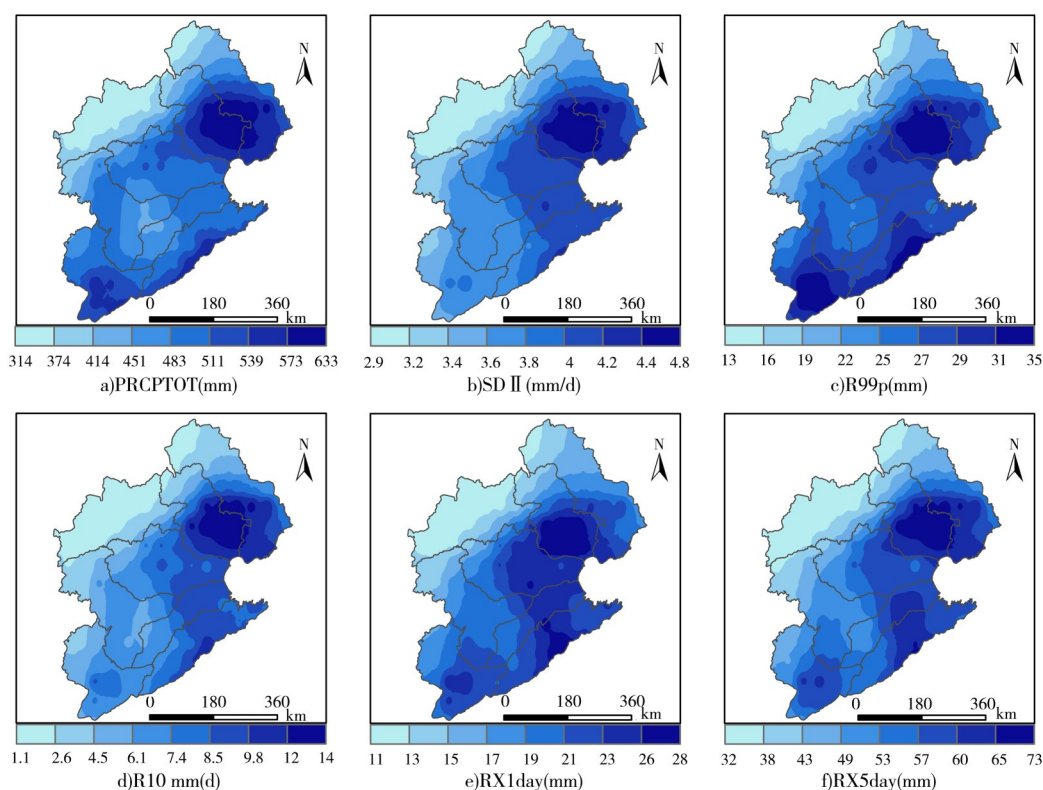 N
0 180 360
km
314 374 414 451 483 511 539 573 633
a)PRCPTOT(mm)
N
0 180 360
km
2.9 3.2 3.4 3.6 3.8 4 4.2 4.4 4.8
b)SD Ⅱ (mm/d)
N
0 180 360
km
13 16 19 22 25 27 29 31 35
c)R99p(mm)
N
0 180 360
km
1.1 2.6 4.5 6.1 7.4 8.5 9.8 12 14
d)R10 mm(d)
N
0 180 360
km
11 13 15 17 19 21 23 26 28
e)RX1day(mm)
N
0 180 360
km
32 38 43 49 53 57 60 65 73
f)RX5day(mm)